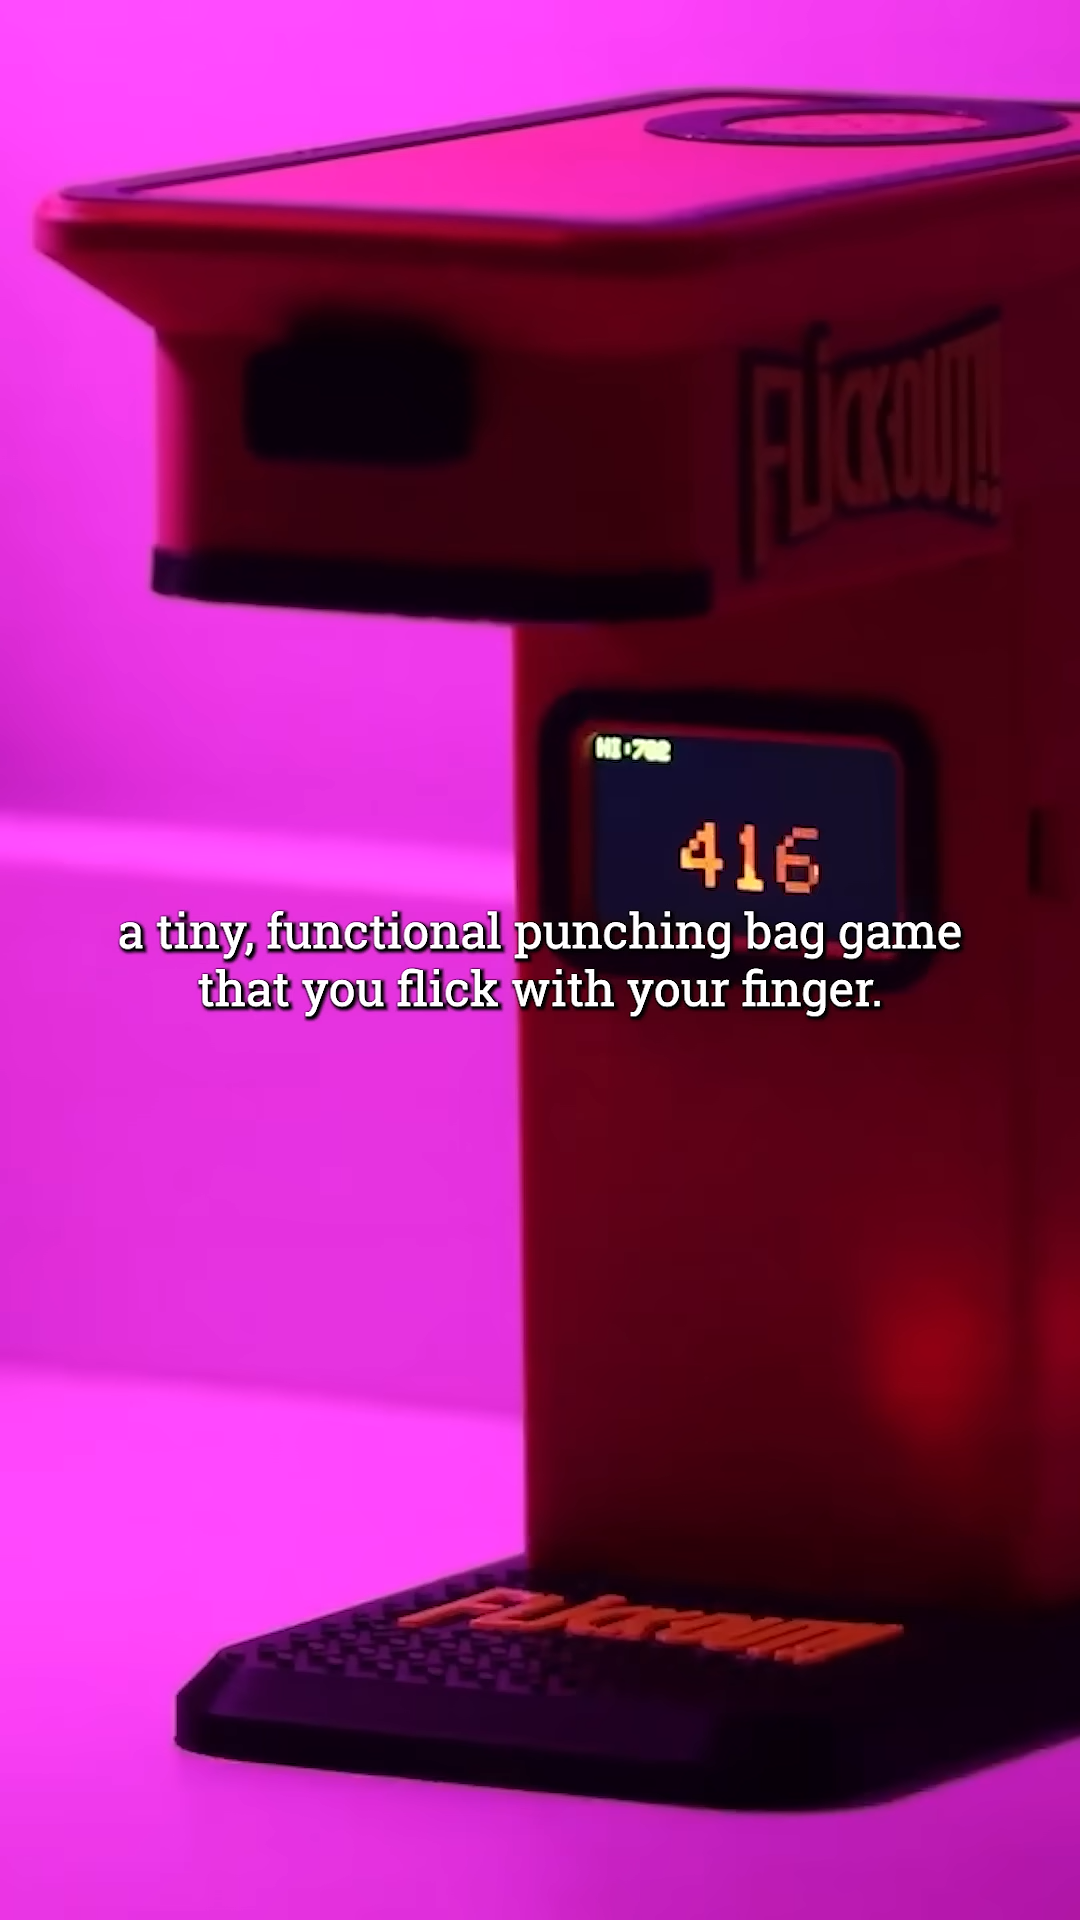 FLICKOUT!!
HI:702
416
a tiny, functional punching bag game
that you flick with your finger.
FLICKOUT!!